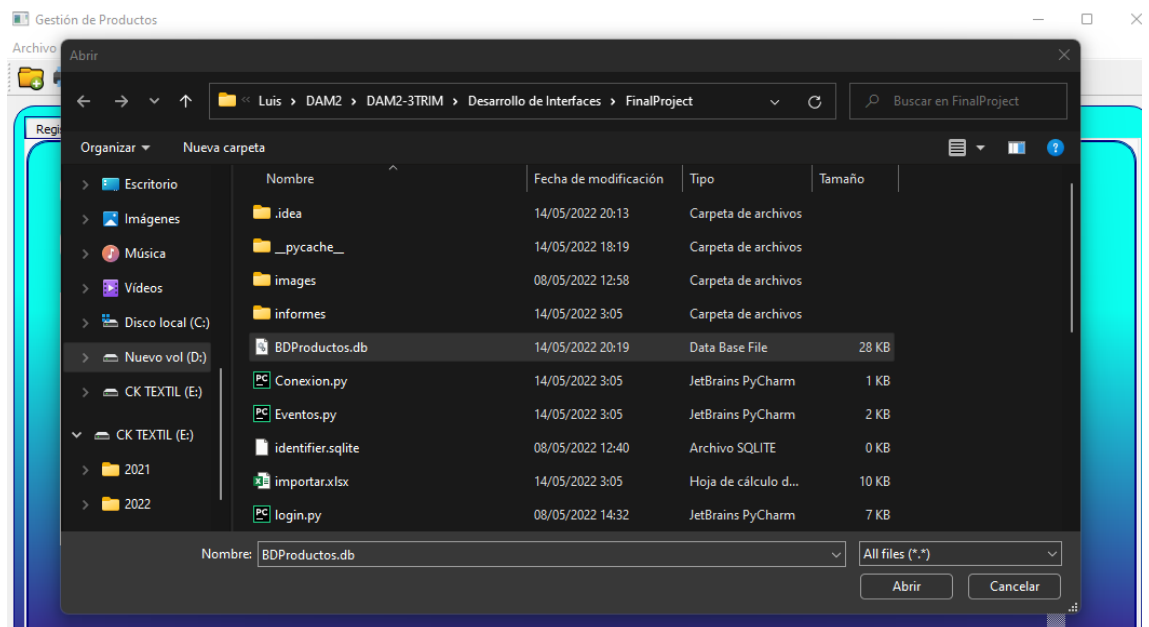 Gestión de Productos
Archivo
Abrir
« Luis > DAM2 > DAM2-3TRIM > Desarrollo de Interfaces > FinalProject
Buscar en FinalProject
Regi
Organizar Nueva carpeta
Escritorio
Imágenes
Música
Vídeos
Disco local (C:)
Nuevo vol (D:)
CK TEXTIL (E:)
CK TEXTIL (E:)
2021
2022
Nombre Fecha de modificación Tipo Tamaño
.idea 14/05/2022 20:13 Carpeta de archivos
__pycache__ 14/05/2022 18:19 Carpeta de archivos
images 08/05/2022 12:58 Carpeta de archivos
informes 14/05/2022 3:05 Carpeta de archivos
BDProductos.db 14/05/2022 20:19 Data Base File 28 KB
Conexion.py 14/05/2022 3:05 JetBrains PyCharm 1 KB
Eventos.py 14/05/2022 3:05 JetBrains PyCharm 2 KB
identifier.sqlite 08/05/2022 12:40 Archivo SQLITE 0 KB
importar.xlsx 14/05/2022 3:05 Hoja de cálculo d... 10 KB
login.py 08/05/2022 14:32 JetBrains PyCharm 7 KB
Nombre: BDProductos.db All files (*.*)
Abrir Cancelar